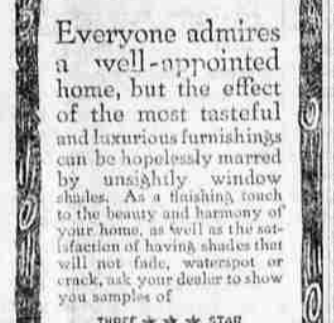 Everyone admires
a well-appointed
home, but the effect
of the most tasteful
and luxurious furnishings
can be hopelessly marred
by unsightly window
shades. As a finishing touch
to the beauty and harmony of
your home, as well as the sat-
isfaction of having shades that
will not fade, waterspot or
crack, ask your dealer to show
you samples of
THREE ★ ★ ★ STAR